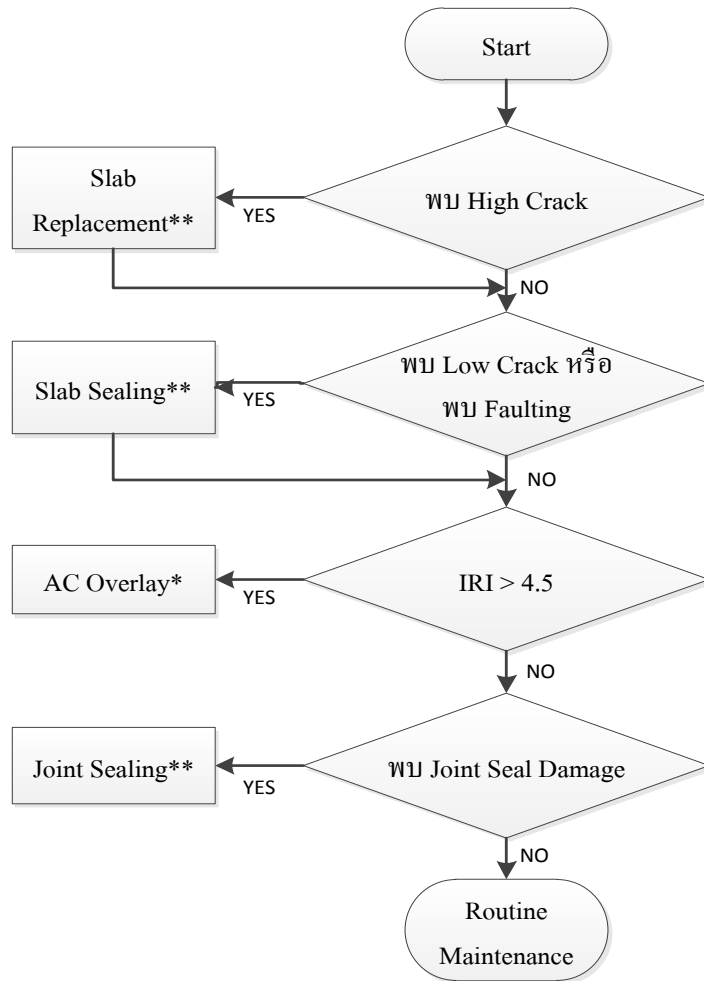 Start
พบ High Crack
YES
Slab
Replacement**
NO
พบ Low Crack หรือ
พบ Faulting
YES
Slab Sealing**
NO
IRI > 4.5
YES
AC Overlay*
NO
พบ Joint Seal Damage
YES
Joint Sealing**
NO
Routine
Maintenance